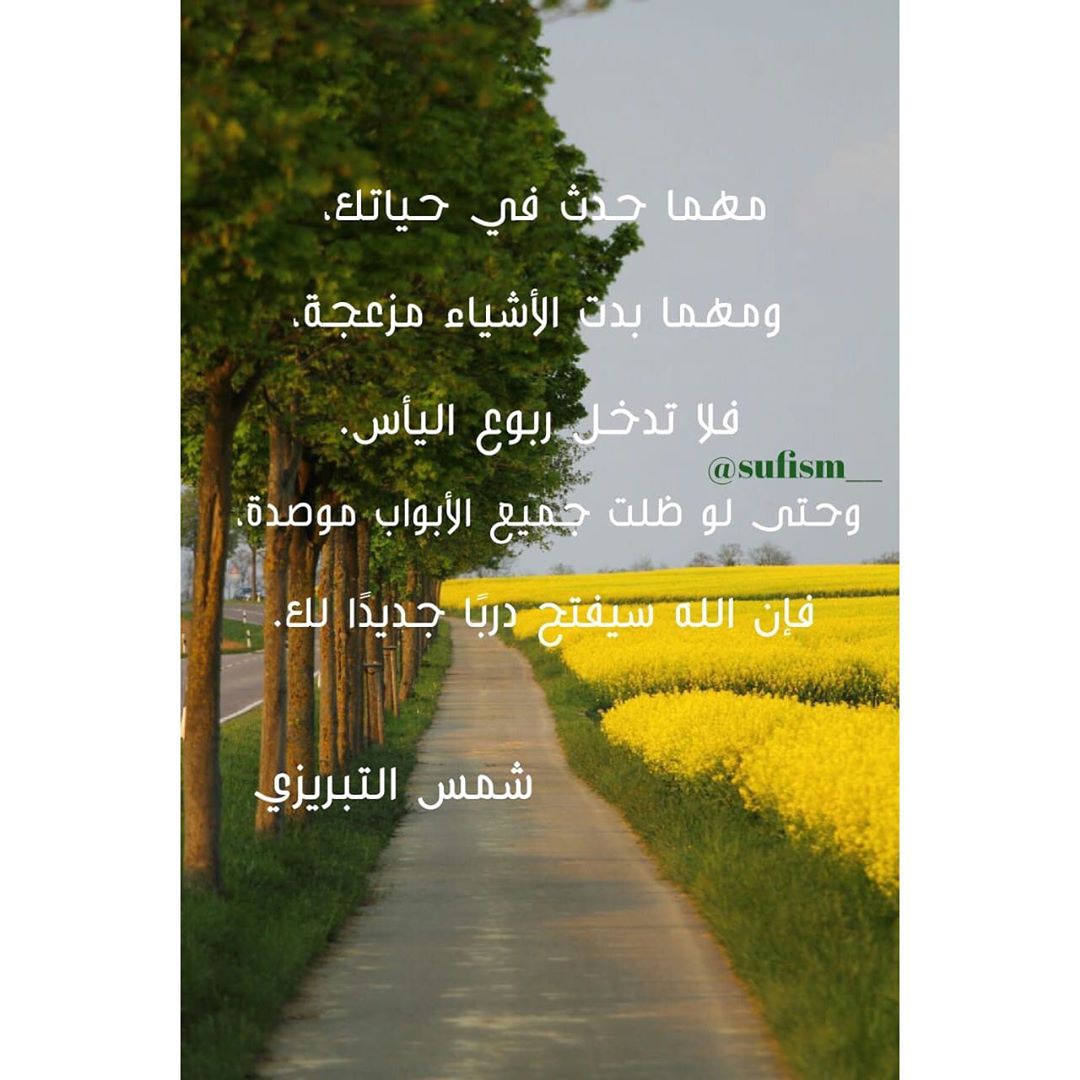 مهما حدث في حياتك،
ومهما بدت الأشياء مزعجة،
فلا تدخل ربوع اليأس.
@sufism__
وحتى لو ظلت جميع الأبواب موصدة،
فإن الله سيفتح دربًا جديدًا لك.
شمس التبريزي